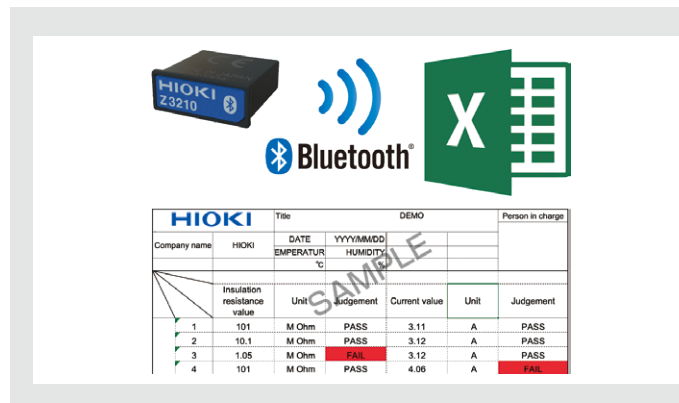 HIOKI
Z3210
Bluetooth®
X
HIOKI Title DEMO Person in charge
Company name HIOKI DATE YYYY/MM/DD
EMPERATUR HUMIDITY
℃ %
SAMPLE
Insulation resistance value Unit Judgement Current value Unit Judgement
1 101 M Ohm PASS 3.11 A PASS
2 10.1 M Ohm PASS 3.12 A PASS
3 1.05 M Ohm FAIL 3.12 A PASS
4 101 M Ohm PASS 4.06 A FAIL